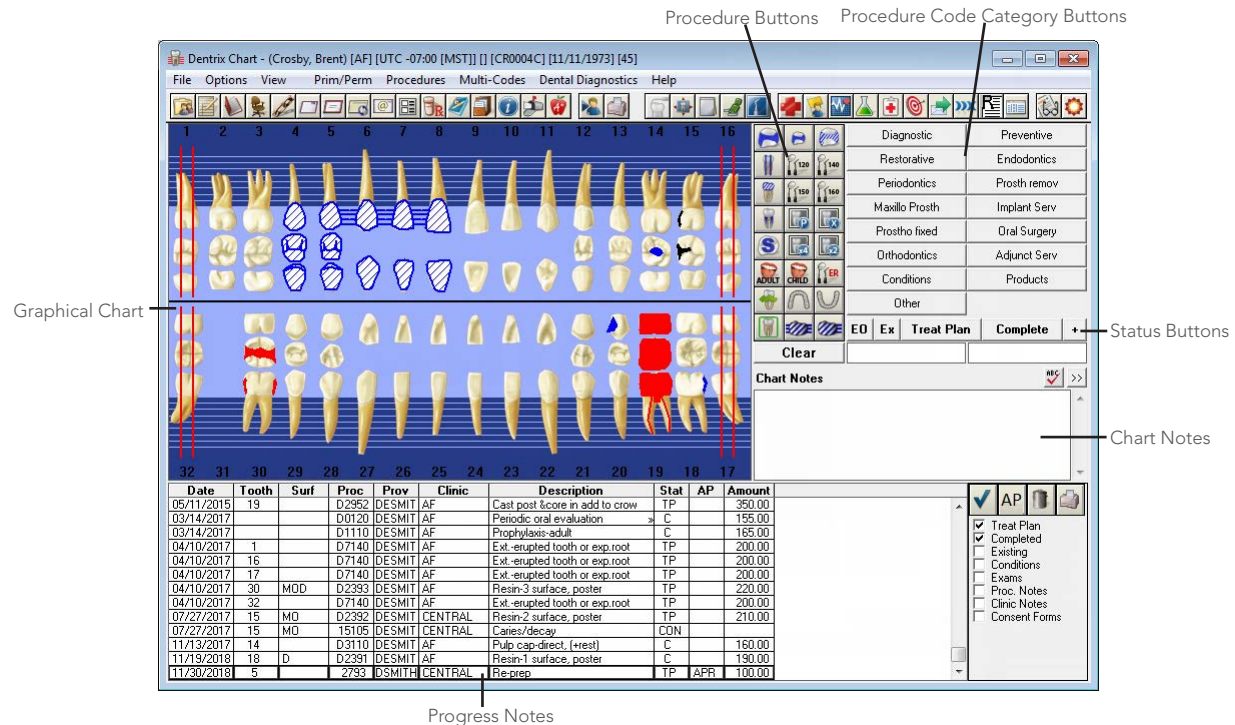 Procedure Buttons Procedure Code Category Buttons
Dentrix Chart - (Crosby, Brent) [AF] [UTC -07:00 [MST]] [] [CR0004C] [11/11/1973] [45]
File Options View Prim/Perm Procedures Multi-Codes Dental Diagnostics Help
1 2 3 4 5 6 7 8 9 10 11 12 13 14 15 16
Diagnostic Preventive
120 140 Restorative Endodontics
150 160 Periodontics Prosth remov
P X Maxillo Prosth Implant Serv
S x4 x2 Prostho fixed Oral Surgery
ADULT CHILD ER Orthodontics Adjunct Serv
Conditions Products
Graphical Chart
Other
EO Ex Treat Plan Complete +
Status Buttons
Clear
Chart Notes ABC >>
Chart Notes
32 31 30 29 28 27 26 25 24 23 22 21 20 19 18 17
Date Tooth Surf Proc Prov Clinic Description Stat AP Amount
05/11/2015 19 D2952 DESMIT AF Cast post &core in add to crow TP 350.00
03/14/2017 D0120 DESMIT AF Periodic oral evaluation » C 155.00
03/14/2017 D1110 DESMIT AF Prophylaxis-adult C 165.00
04/10/2017 1 D7140 DESMIT AF Ext.-erupted tooth or exp.root TP 200.00
04/10/2017 16 D7140 DESMIT AF Ext.-erupted tooth or exp.root TP 200.00
04/10/2017 17 D7140 DESMIT AF Ext.-erupted tooth or exp.root TP 200.00
04/10/2017 30 MOD D2393 DESMIT AF Resin-3 surface, poster TP 220.00
04/10/2017 32 D7140 DESMIT AF Ext.-erupted tooth or exp.root TP 200.00
07/27/2017 15 MO D2392 DESMIT CENTRAL Resin-2 surface, poster TP 210.00
07/27/2017 15 MO 15105 DESMIT CENTRAL Caries/decay CON
11/13/2017 14 D3110 DESMIT AF Pulp cap-direct, (+rest) C 160.00
11/19/2018 18 D D2391 DESMIT AF Resin-1 surface, poster C 190.00
11/30/2018 5 2793 DSMITH CENTRAL Re-prep TP APR 100.00
AP
Treat Plan
Completed
Existing
Conditions
Exams
Proc. Notes
Clinic Notes
Consent Forms
Progress Notes